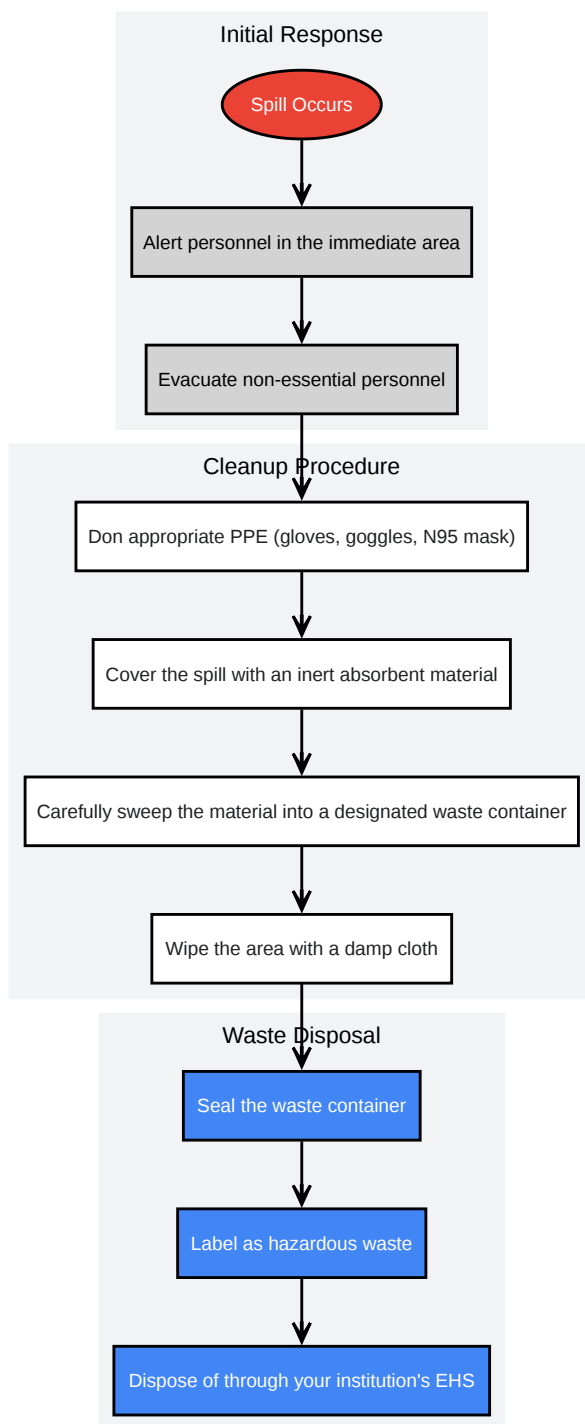 Initial Response
Spill Occurs
Alert personnel in the immediate area
Evacuate non-essential personnel
Cleanup Procedure
Don appropriate PPE (gloves, goggles, N95 mask)
Cover the spill with an inert absorbent material
Carefully sweep the material into a designated waste container
Wipe the area with a damp cloth
Waste Disposal
Seal the waste container
Label as hazardous waste
Dispose of through your institution's EHS